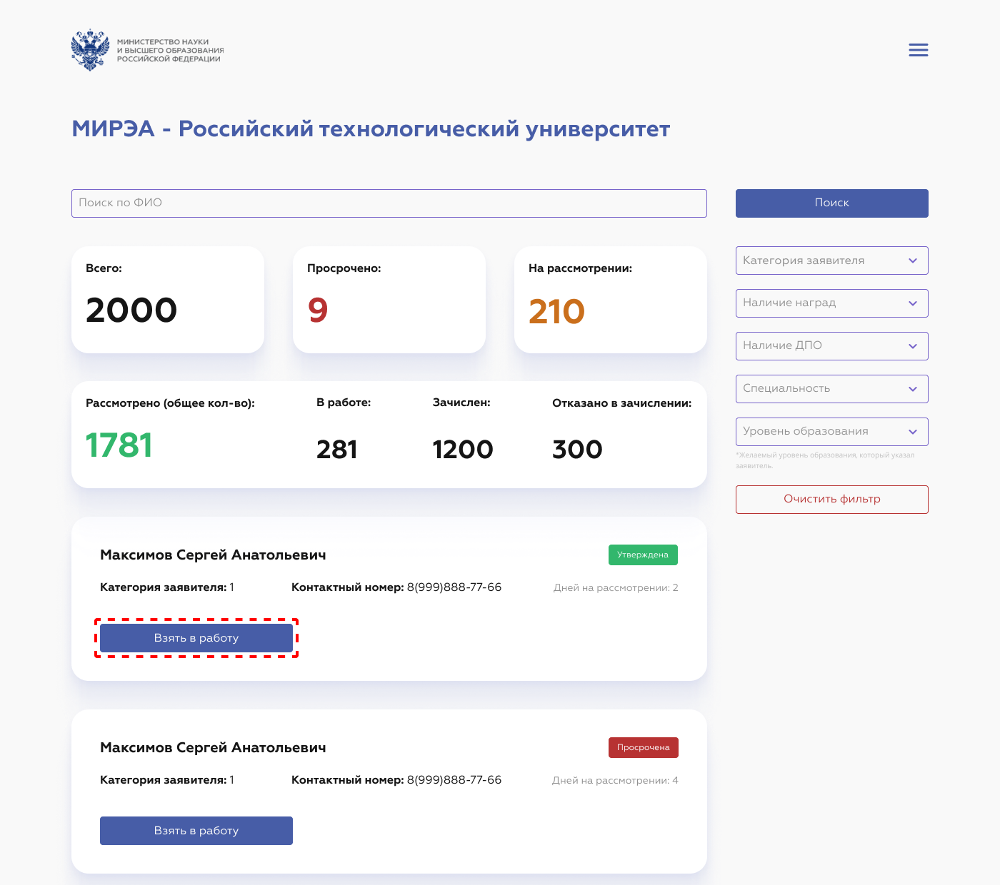 МИНИСТЕРСТВО НАУКИ
И ВЫСШЕГО ОБРАЗОВАНИЯ
РОССИЙСКОЙ ФЕДЕРАЦИИ
МИРЭА - Российский технологический университет
Поиск по ФИО
Поиск
Всего:
2000
Просрочено:
9
На рассмотрении:
210
Категория заявителя
Наличие наград
Наличие ДПО
Специальность
Уровень образования
*Желаемый уровень образования, который указал
заявитель.
Очистить фильтр
Рассмотрено (общее кол-во):
1781
В работе:
281
Зачислен:
1200
Отказано в зачислении:
300
Максимов Сергей Анатольевич
Утверждена
Категория заявителя: 1
Контактный номер: 8(999)888-77-66
Дней на рассмотрении: 2
Взять в работу
Максимов Сергей Анатольевич
Просрочена
Категория заявителя: 1
Контактный номер: 8(999)888-77-66
Дней на рассмотрении: 4
Взять в работу